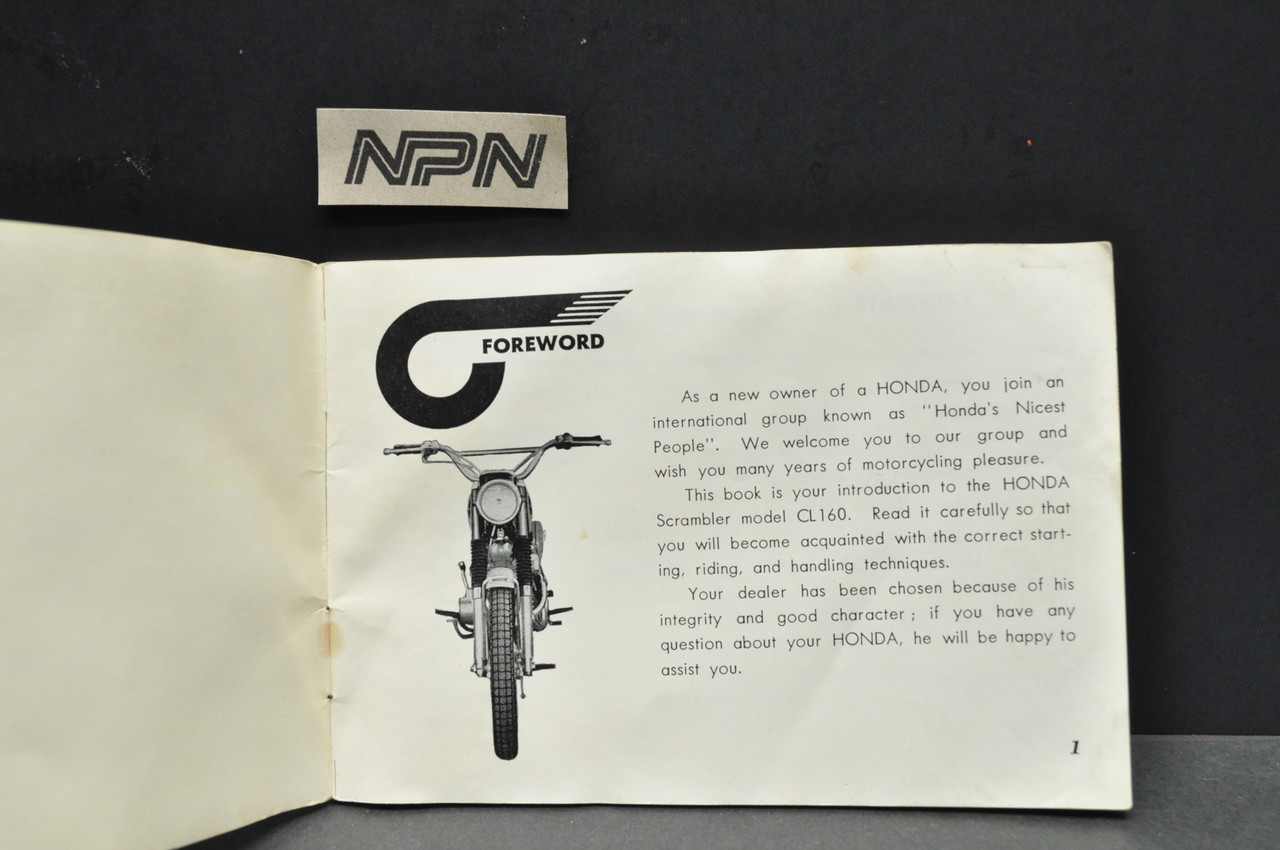 NPN
FOREWORD
As a new owner of a HONDA, you join an
international group known as "Honda's Nicest
People". We welcome you to our group and
wish you many years of motorcycling pleasure.
This book is your introduction to the HONDA
Scrambler model CL160. Read it carefully so that
you will become acquainted with the correct start-
ing, riding, and handling techniques.
Your dealer has been chosen because of his
integrity and good character; if you have any
question about your HONDA, he will be happy to
assist you.
1